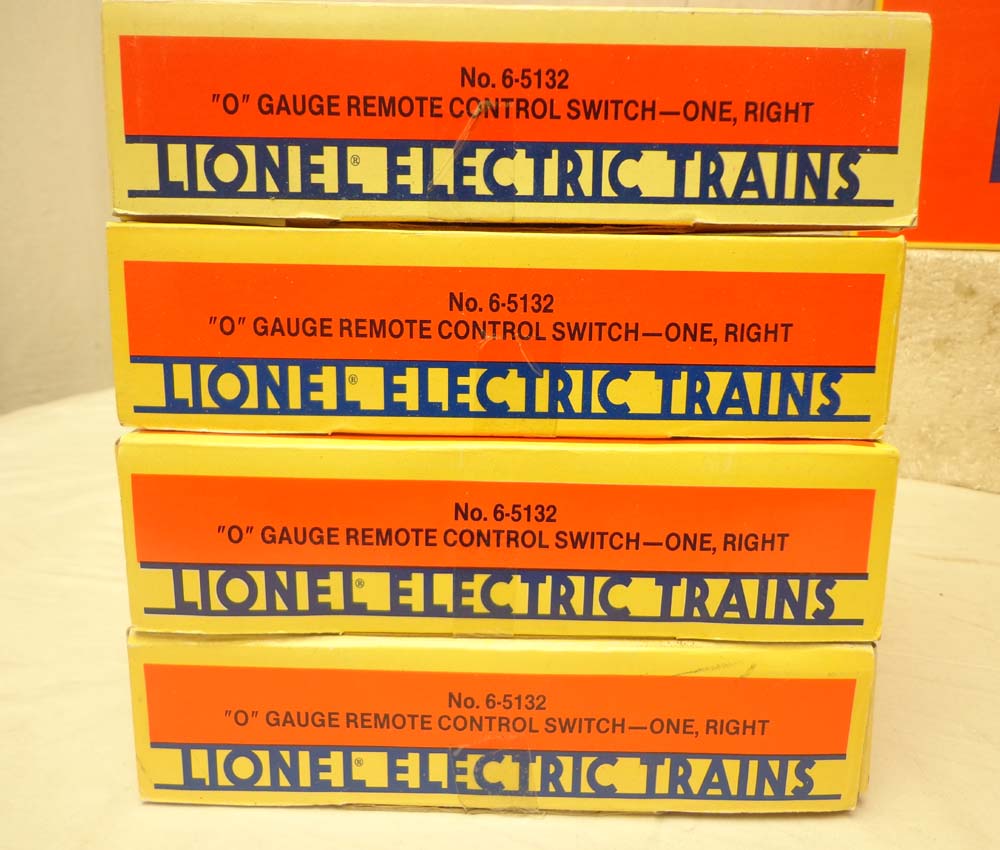 No. 6-5132
"O" GAUGE REMOTE CONTROL SWITCH—ONE, RIGHT
LIONEL® ELECTRIC TRAINS
No. 6-5132
"O" GAUGE REMOTE CONTROL SWITCH—ONE, RIGHT
LIONEL® ELECTRIC TRAINS
No. 6-5132
"O" GAUGE REMOTE CONTROL SWITCH—ONE, RIGHT
LIONEL® ELECTRIC TRAINS
No. 6-5132
"O" GAUGE REMOTE CONTROL SWITCH—ONE, RIGHT
LIONEL® ELECTRIC TRAINS